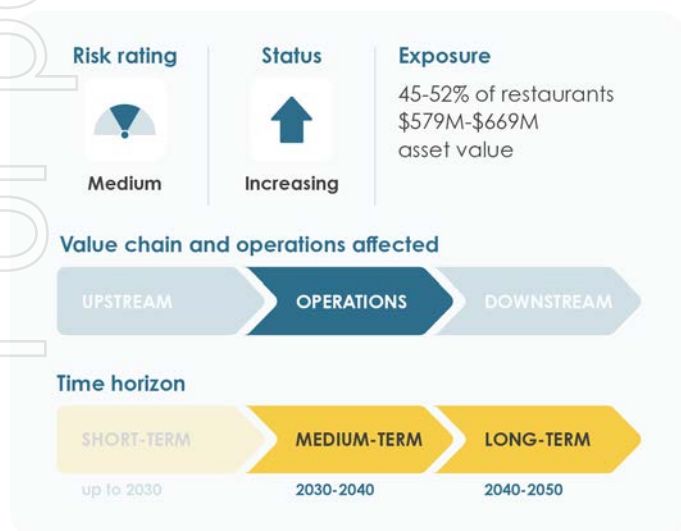 Risk rating
Status
Exposure
45-52% of restaurants
$579M-$669M
asset value
Medium
Increasing
Value chain and operations affected
UPSTREAM
OPERATIONS
DOWNSTREAM
Time horizon
SHORT-TERM
MEDIUM-TERM
LONG-TERM
up to 2030
2030-2040
2040-2050